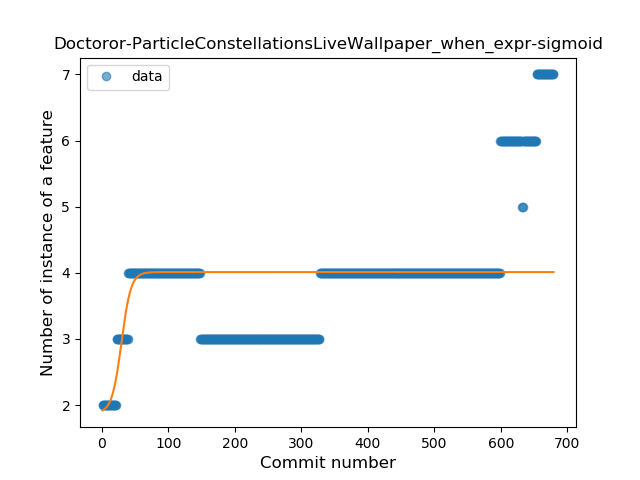 Doctoror-ParticleConstellationsLiveWallpaper_when_expr-sigmoid
data
Number of instance of a feature
7
6
5
4
3
2
0 100 200 300 400 500 600 700
Commit number